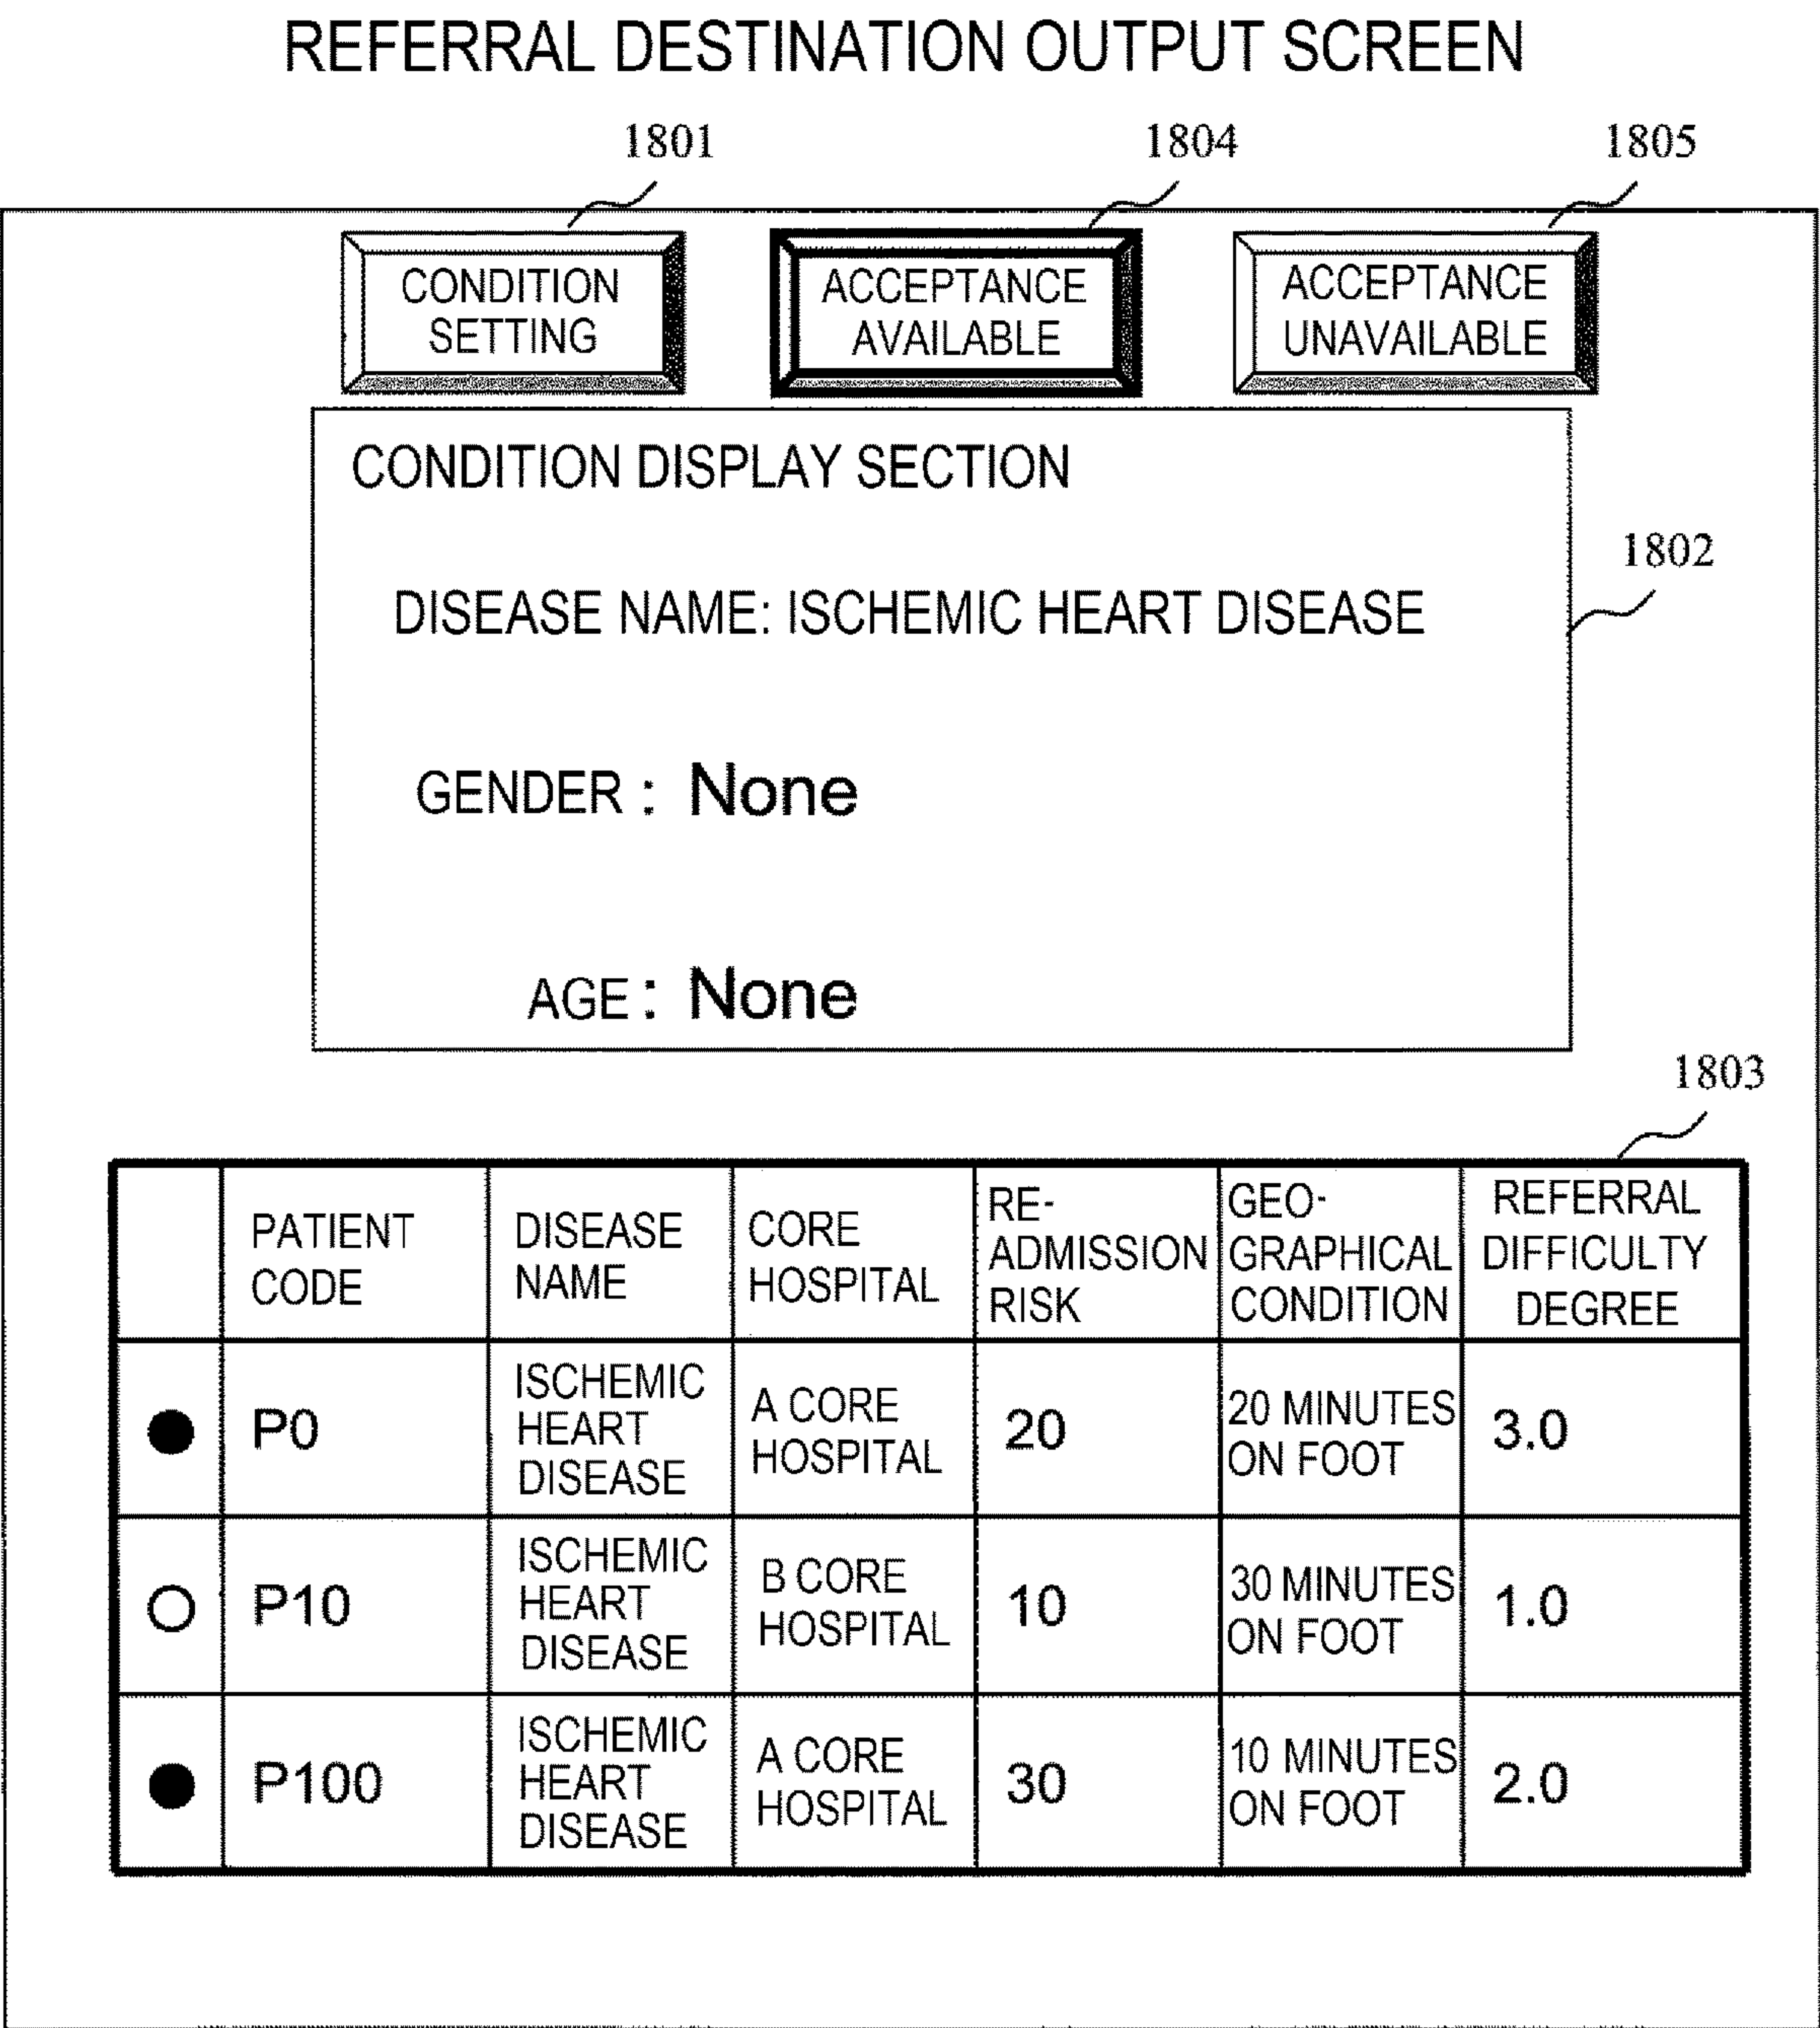 REFERRAL DESTINATION OUTPUT SCREEN
1801
1804
1805
CONDITION
SETTING
ACCEPTANCE
AVAILABLE
ACCEPTANCE
UNAVAILABLE
CONDITION DISPLAY SECTION
1802
DISEASE NAME: ISCHEMIC HEART DISEASE
GENDER : None
AGE : None
1803
PATIENT
CODE
DISEASE
NAME
CORE
HOSPITAL
RE-
ADMISSION
RISK
GEO-
GRAPHICAL
CONDITION
REFERRAL
DIFFICULTY
DEGREE
P0
ISCHEMIC
HEART
DISEASE
A CORE
HOSPITAL
20
20 MINUTES
ON FOOT
3.0
P10
ISCHEMIC
HEART
DISEASE
B CORE
HOSPITAL
10
30 MINUTES
ON FOOT
1.0
P100
ISCHEMIC
HEART
DISEASE
A CORE
HOSPITAL
30
10 MINUTES
ON FOOT
2.0